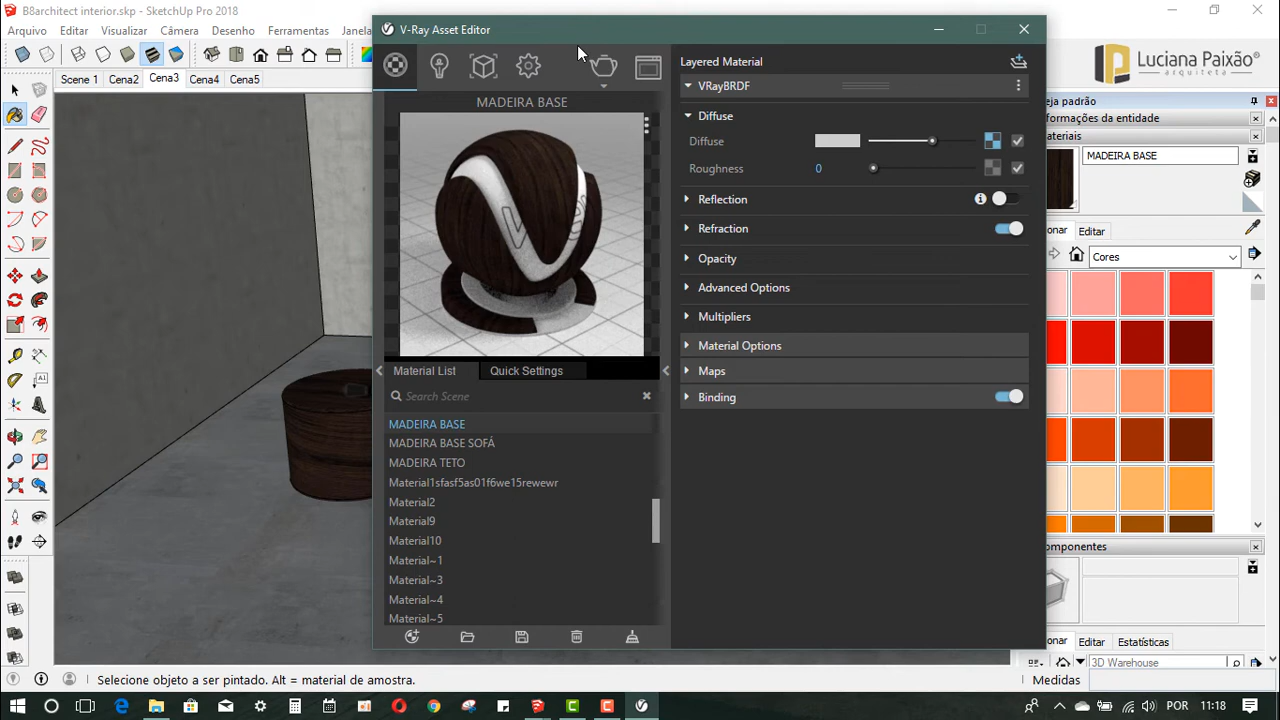 B8architect interior.skp - SketchUp Pro 2018
Arquivo Editar Visualizar Câmera Desenho Ferramentas Janela
V-Ray Asset Editor
Luciana Paixão
arquiteta
Scene 1 Cena2 Cena3 Cena4 Cena5
MADEIRA BASE
Layered Material
VRayBRDF
Diffuse
Diffuse
Roughness 0
Reflection
Refraction
Opacity
Advanced Options
Multipliers
Material Options
Maps
Binding
Material List Quick Settings
Search Scene
MADEIRA BASE
MADEIRA BASE SOFÁ
MADEIRA TETO
Material1sfasf5as01f6we15rewewr
Material2
Material9
Material10
Material~1
Material~3
Material~4
Material~5
eja padrão
formações da entidade
ateriais
MADEIRA BASE
onar Editar
Cores
omponentes
onar Editar Estatísticas
3D Warehouse
Selecione objeto a ser pintado. Alt = material de amostra.
Medidas
POR 11:18